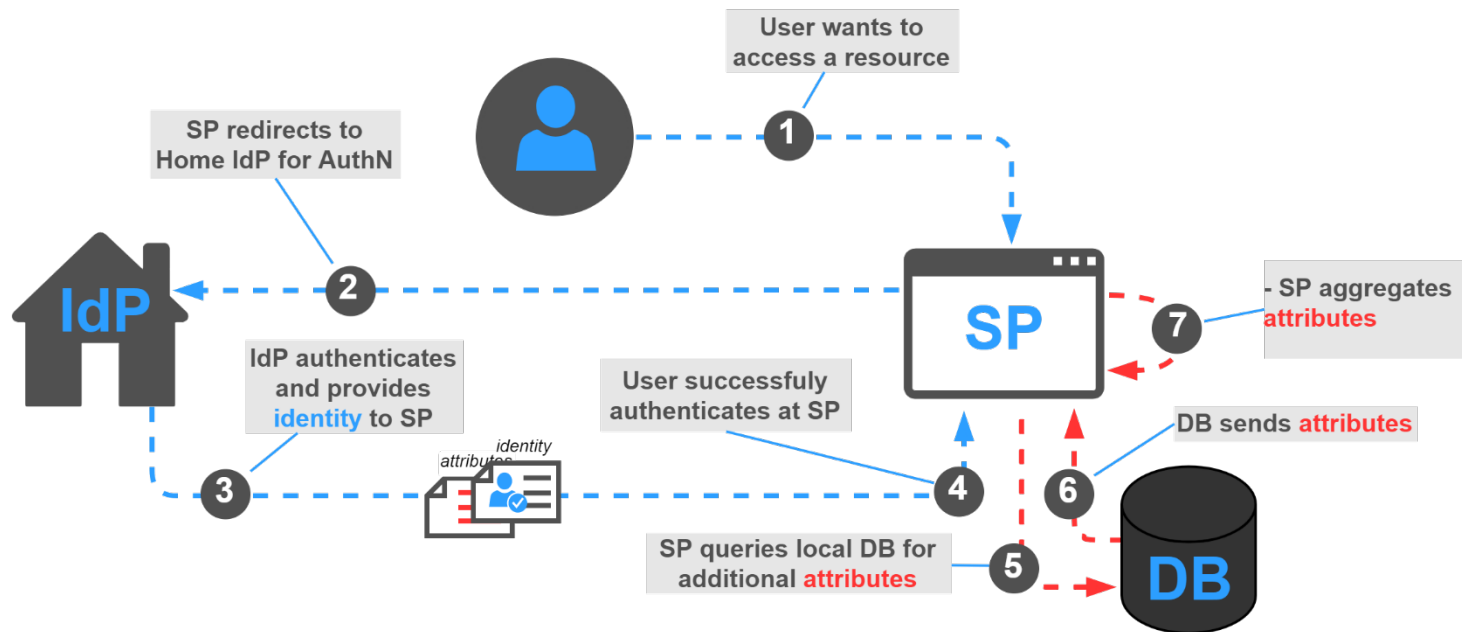 User wants to
access a resource
1
SP redirects to
Home IdP for AuthN
2
IdP
SP
7
- SP aggregates
attributes
IdP authenticates
and provides
identity to SP
User successfuly
authenticates at SP
DB sends attributes
identity
attributes
3
4
6
SP queries local DB for
additional attributes
5
DB